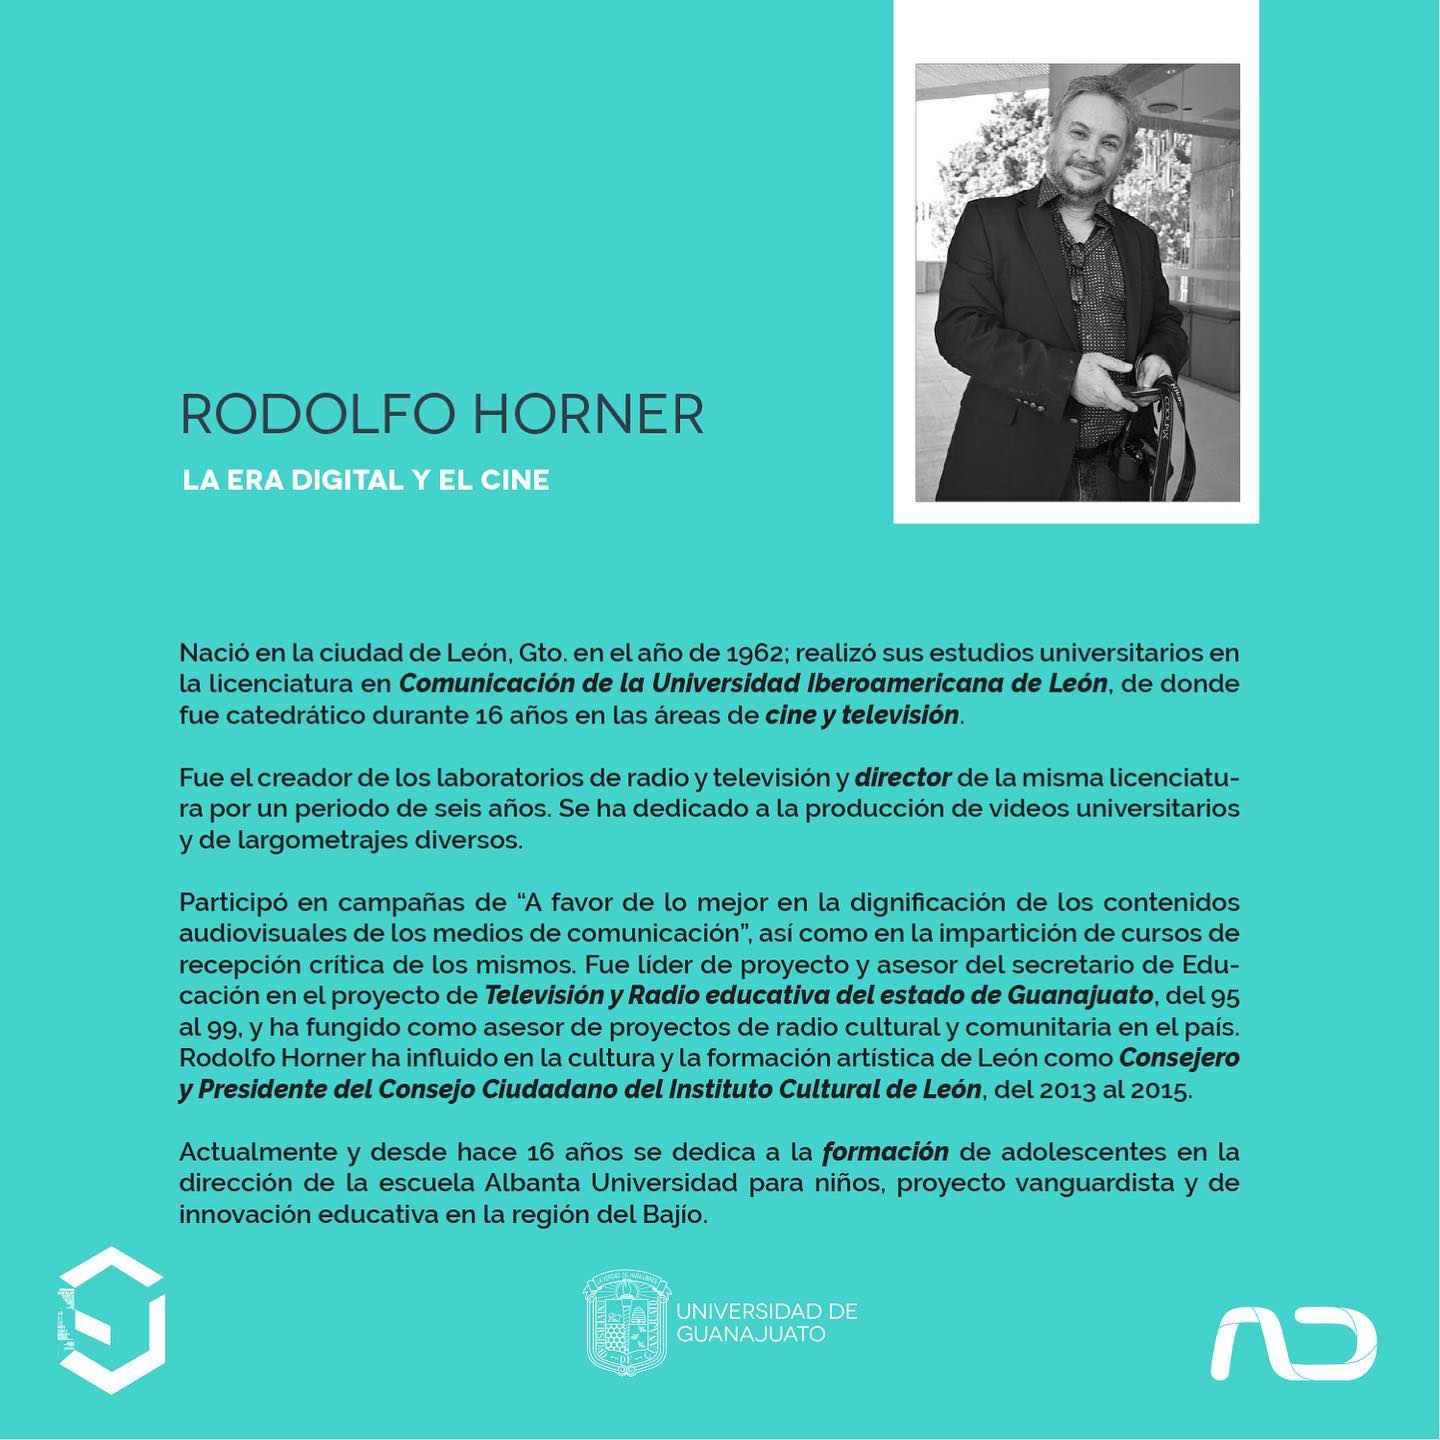 RODOLFO HORNER
LA ERA DIGITAL Y EL CINE
Nació en la ciudad de León, Gto. en el año de 1962; realizó sus estudios universitarios en
la licenciatura en Comunicación de la Universidad Iberoamericana de León, de donde
fue catedrático durante 16 años en las áreas de cine y televisión.
Fue el creador de los laboratorios de radio y televisión y director de la misma licenciatu-
ra por un periodo de seis años. Se ha dedicado a la producción de videos universitarios
y de largometrajes diversos.
Participó en campañas de “A favor de lo mejor en la dignificación de los contenidos
audiovisuales de los medios de comunicación”, así como en la impartición de cursos de
recepción crítica de los mismos. Fue líder de proyecto y asesor del secretario de Edu-
cación en el proyecto de Televisión y Radio educativa del estado de Guanajuato, del 95
al 99, y ha fungido como asesor de proyectos de radio cultural y comunitaria en el país.
Rodolfo Horner ha influido en la cultura y la formación artística de León como Consejero
y Presidente del Consejo Ciudadano del Instituto Cultural de León, del 2013 al 2015.
Actualmente y desde hace 16 años se dedica a la formación de adolescentes en la
dirección de la escuela Albanta Universidad para niños, proyecto vanguardista y de
innovación educativa en la región del Bajío.
UNIVERSIDAD DE
GUANAJUATO